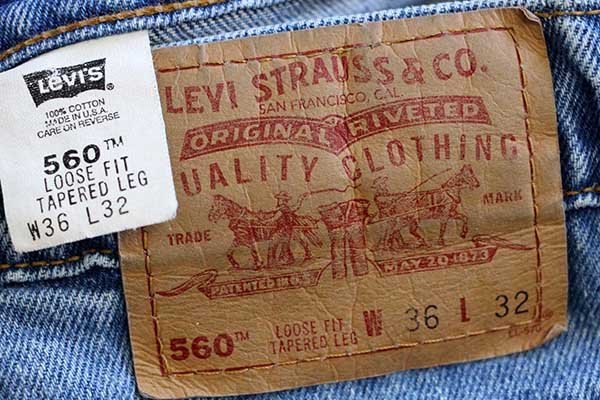 LEVI'S
100% COTTON
MADE IN U.S.A.
CARE ON REVERSE
560™
LOOSE FIT
TAPERED LEG
W36 L32
LEVI STRAUSS & CO.
SAN FRANCISCO, CAL.
ORIGINAL RIVETED
QUALITY CLOTHING
TRADE MARK
PATENTED IN U.S. MAY 20 1873
560™ LOOSE FIT W 36 L 32
TAPERED LEG